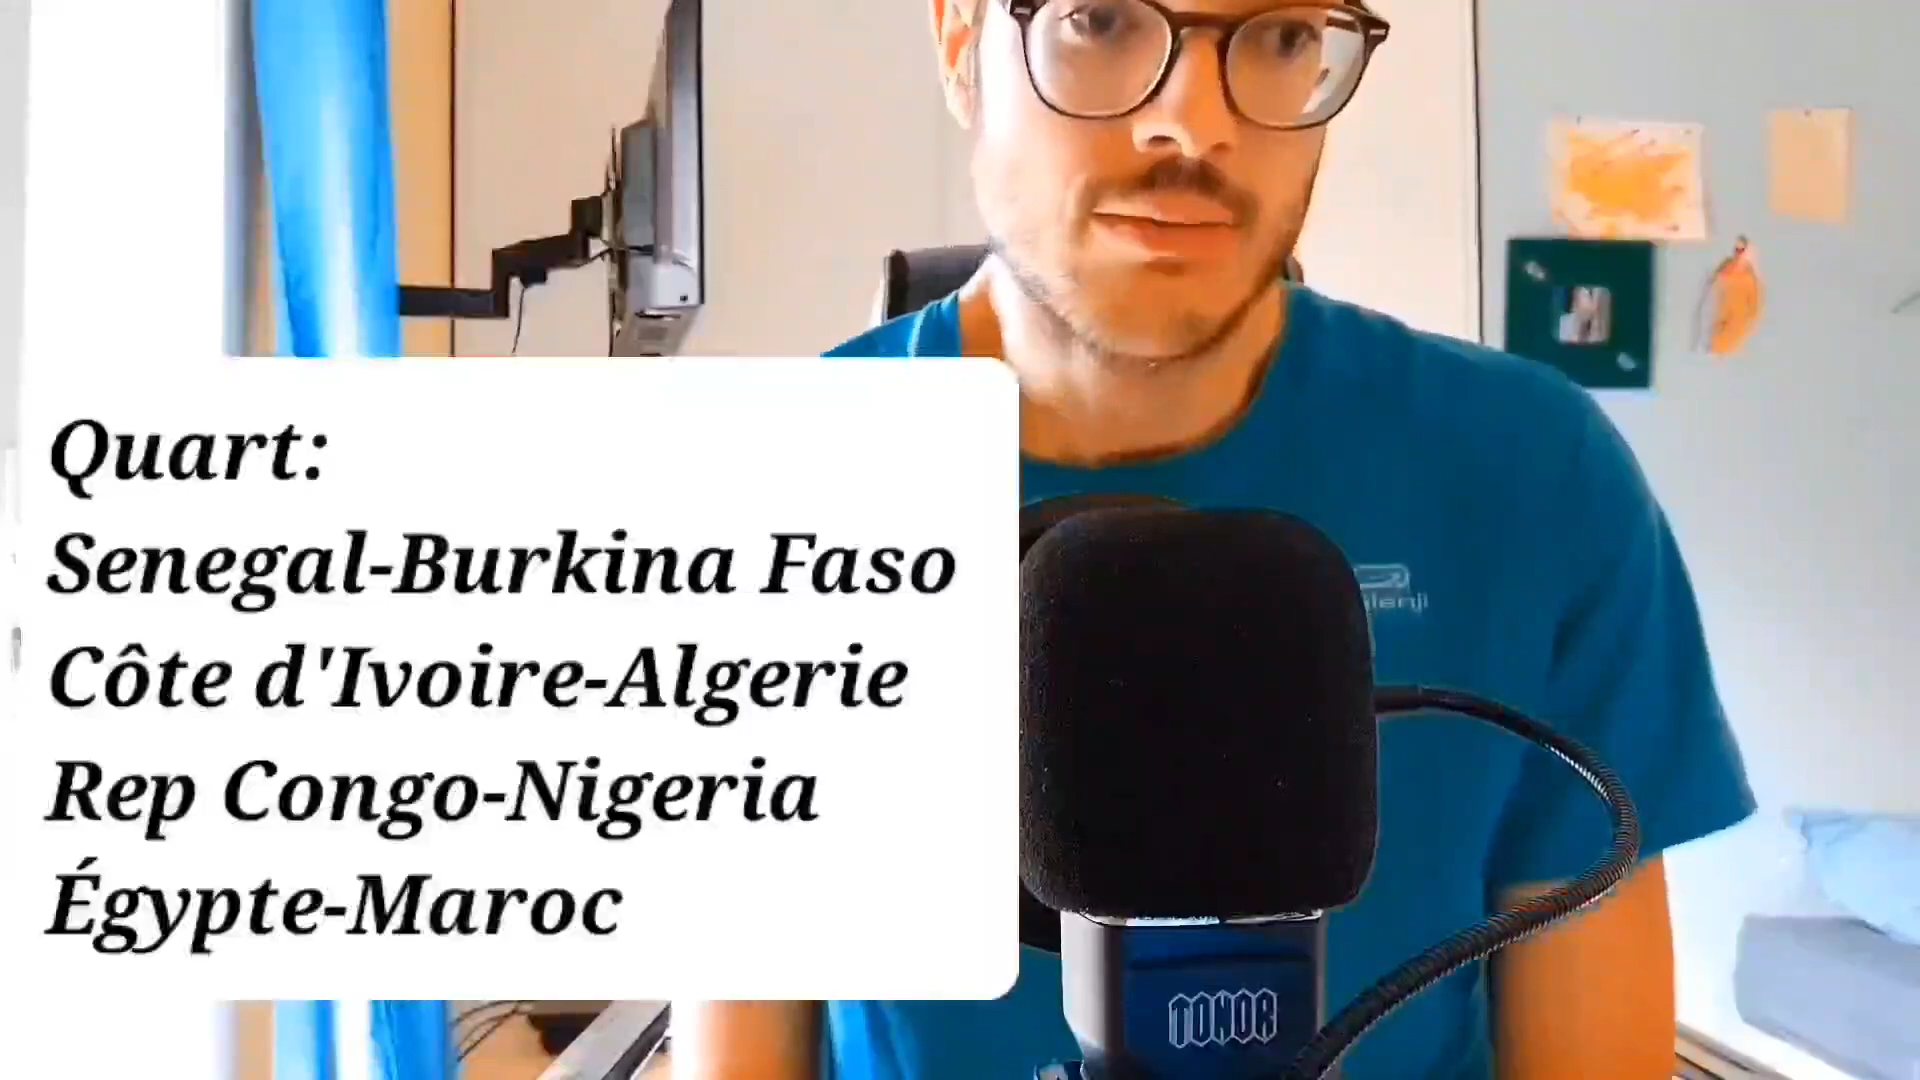 Quart:
Senegal-Burkina Faso
Côte d'Ivoire-Algerie
Rep Congo-Nigeria
Égypte-Maroc
TONOR